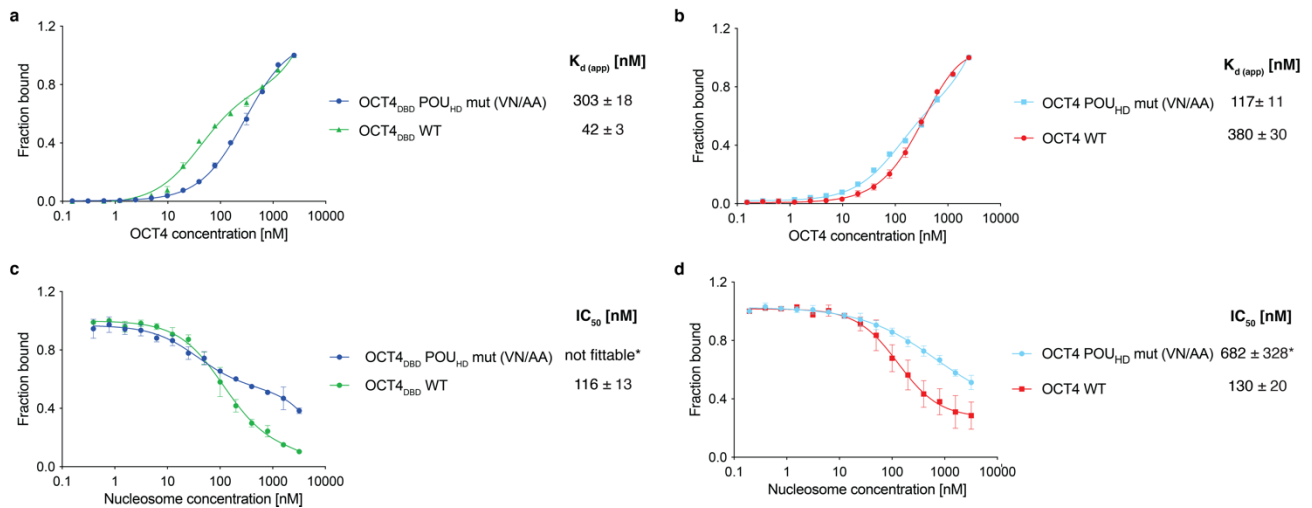 a
1.2
0.8
0.4
0.0
Fraction bound
0.1 1 10 100 1000 10000
OCT4 concentration [nM]
Kd (app) [nM]
OCT4DBD POUHD mut (VN/AA) 303 ± 18
OCT4DBD WT 42 ± 3
b
1.2
0.8
0.4
0.0
Fraction bound
0.1 1 10 100 1000 10000
OCT4 concentration [nM]
Kd (app) [nM]
OCT4 POUHD mut (VN/AA) 117± 11
OCT4 WT 380 ± 30
c
1.2
0.8
0.4
0.0
Fraction bound
0.1 1 10 100 1000 10000
Nucleosome concentration [nM]
IC50 [nM]
OCT4DBD POUHD mut (VN/AA) not fittable*
OCT4DBD WT 116 ± 13
d
1.2
0.8
0.4
0.0
Fraction bound
0.1 1 10 100 1000 10000
Nucleosome concentration [nM]
IC50 [nM]
OCT4 POUHD mut (VN/AA) 682 ± 328*
OCT4 WT 130 ± 20